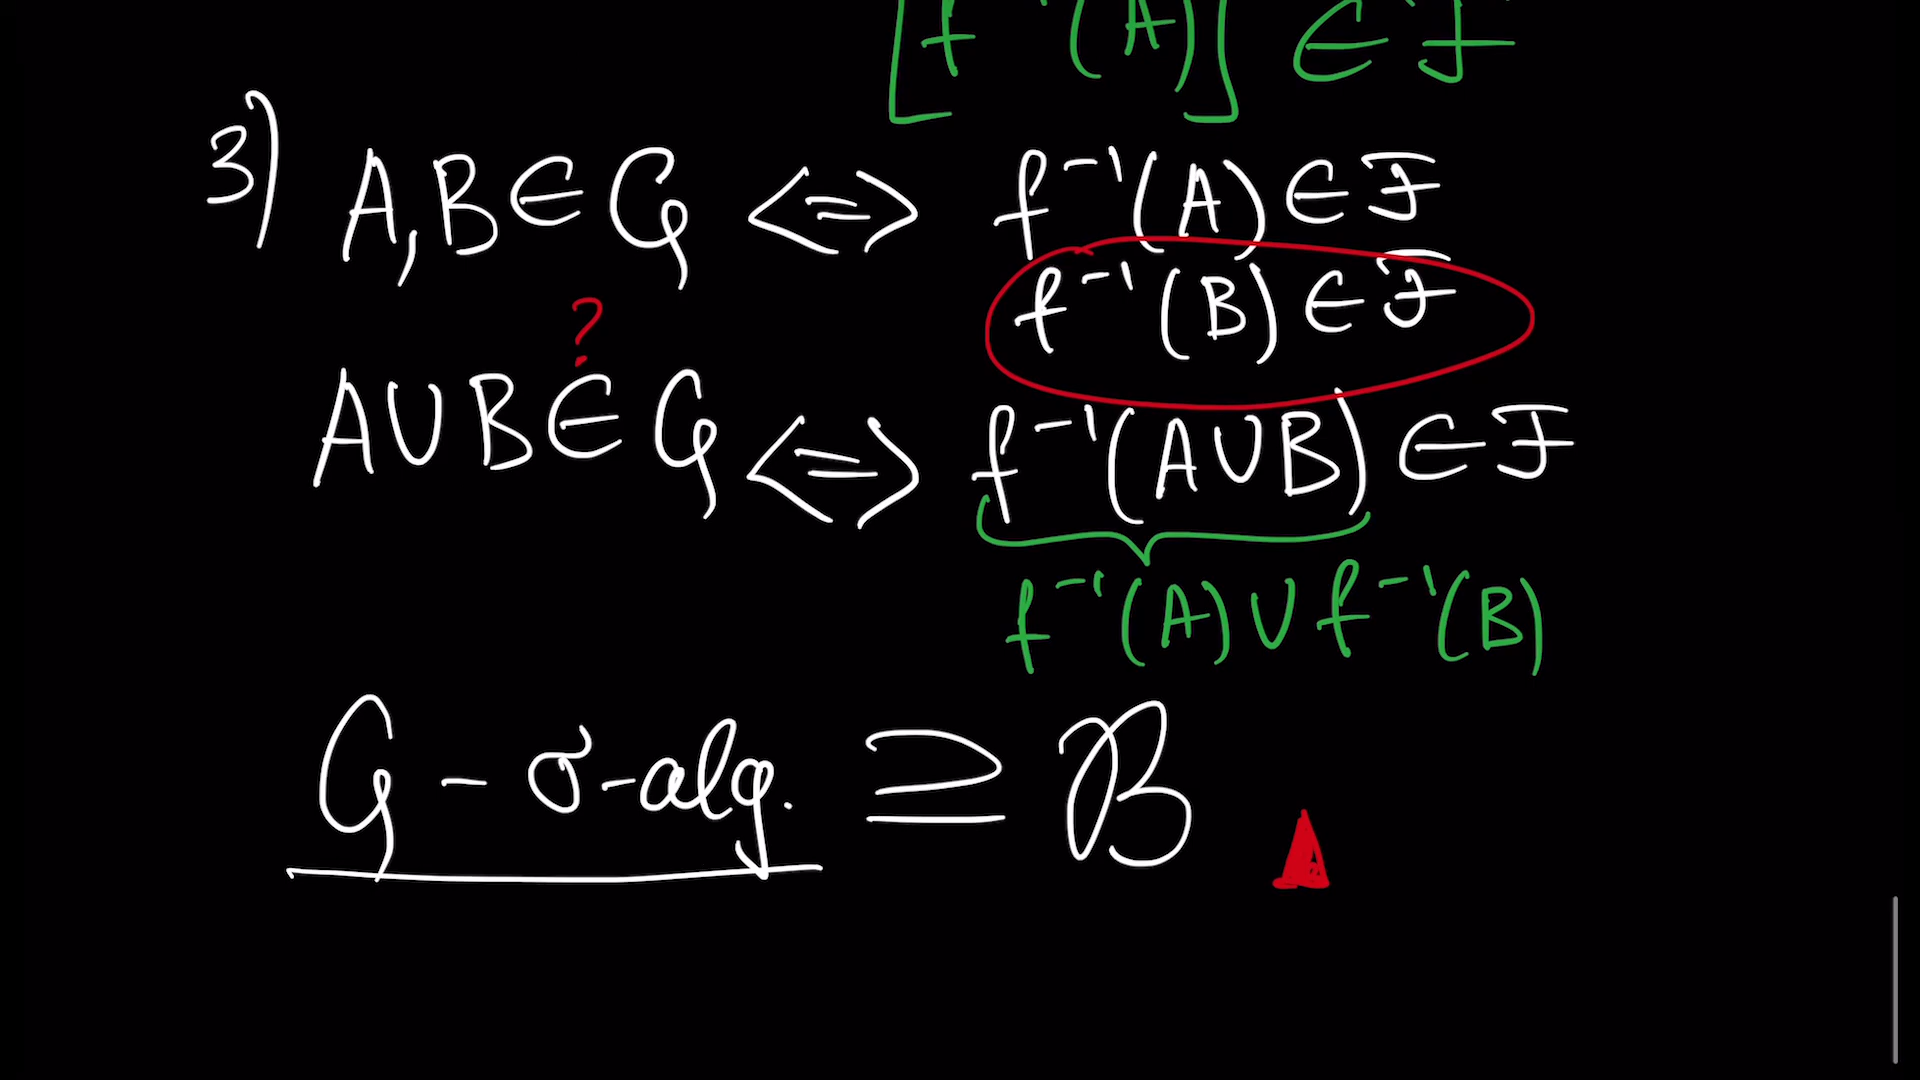 [f⁻¹(A)] ∈ F
3) A, B ∈ G <=> f⁻¹(A) ∈ F
f⁻¹(B) ∈ F
?
A ∪ B ∈ G <=> f⁻¹(A ∪ B) ∈ F
f⁻¹(A) ∪ f⁻¹(B)
G - σ-alg. ⊇ B